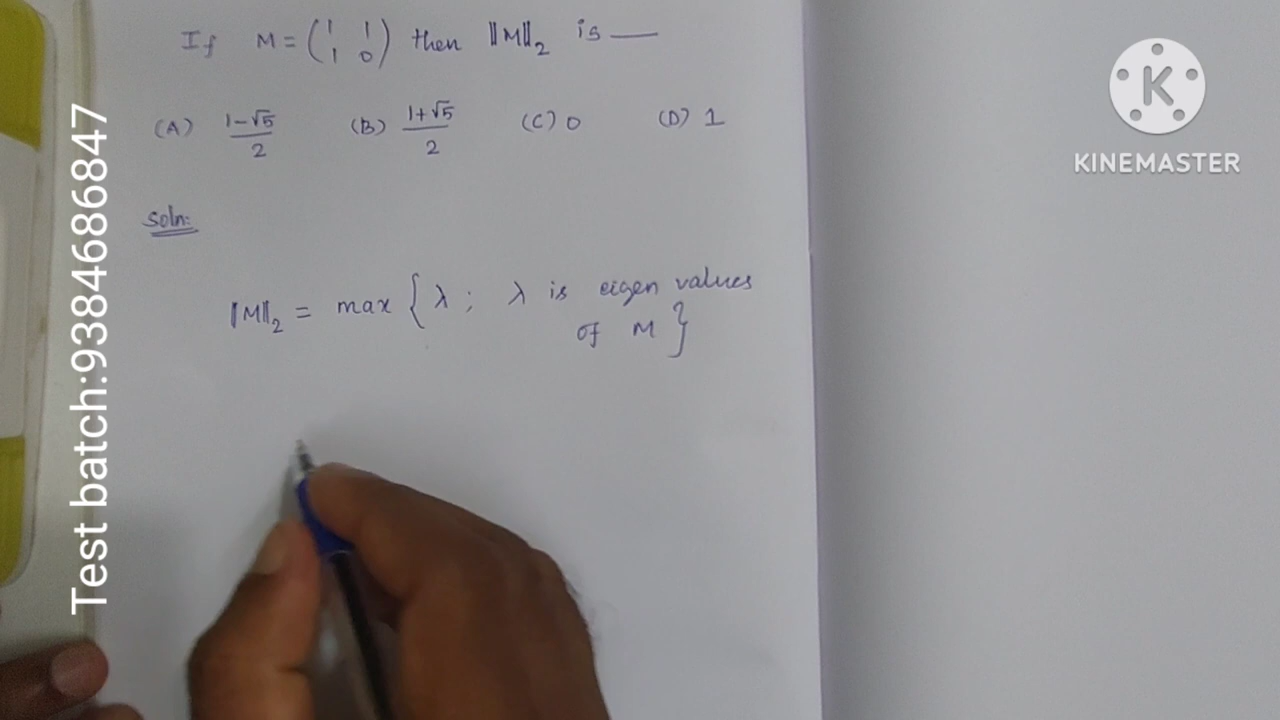 If M = (1 1
1 0) then ‖M‖₂ is ___
(A) 1-√5/2 (B) 1+√5/2 (C) 0 (D) 1
Soln:
‖M‖₂ = max { λ ; λ is eigen values
of M }
Test batch:9384686847
K
KINEMASTER